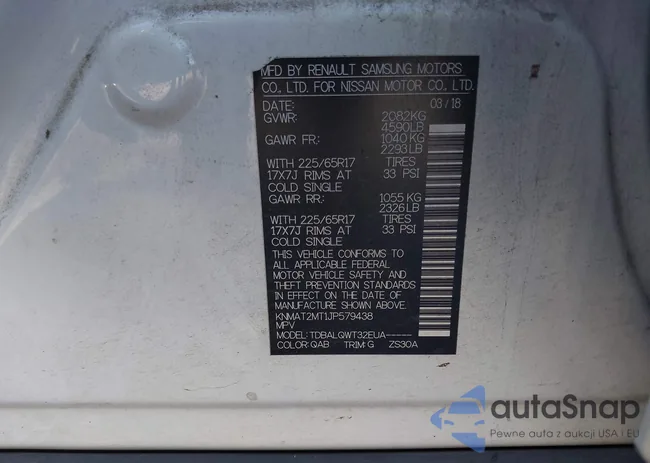 MFD BY RENAULT SAMSUNG MOTORS
CO. LTD. FOR NISSAN MOTOR CO. LTD.
DATE: 03/18
GVWR: 2082KG
4590LB
GAWR FR: 1040 KG
2293LB
WITH 225/65R17 TIRES
17X7J RIMS AT 33 PSI
COLD SINGLE
GAWR RR: 1055 KG
2326LB
WITH 225/65R17 TIRES
17X7J RIMS AT 33 PSI
COLD SINGLE
THIS VEHICLE CONFORMS TO
ALL APPLICABLE FEDERAL
MOTOR VEHICLE SAFETY AND
THEFT PREVENTION STANDARDS
IN EFFECT ON THE DATE OF
MANUFACTURE SHOWN ABOVE.
KNMAT2MT1JP579438
MPV
MODEL: TDBALQWT32EUA-----
COLOR: QAB TRIM: G ZS30A
autaSnap
Pewne auta z aukcji USA i EU